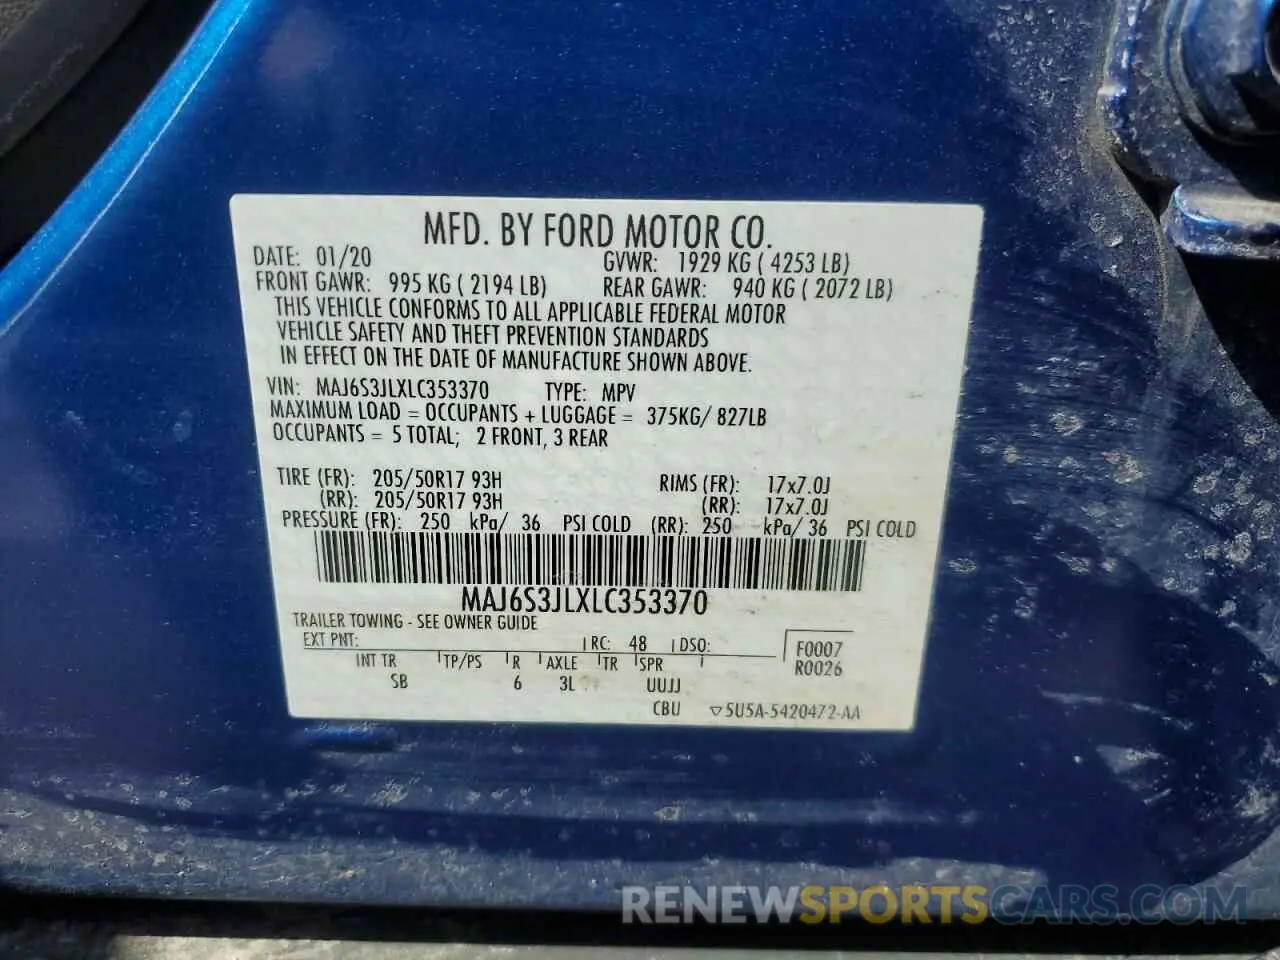 MFD. BY FORD MOTOR CO.
DATE: 01/20 GVWR: 1929 KG ( 4253 LB)
FRONT GAWR: 995 KG ( 2194 LB) REAR GAWR: 940 KG ( 2072 LB)
THIS VEHICLE CONFORMS TO ALL APPLICABLE FEDERAL MOTOR
VEHICLE SAFETY AND THEFT PREVENTION STANDARDS
IN EFFECT ON THE DATE OF MANUFACTURE SHOWN ABOVE.
VIN: MAJ6S3JLXLC353370 TYPE: MPV
MAXIMUM LOAD = OCCUPANTS + LUGGAGE = 375KG/ 827LB
OCCUPANTS = 5 TOTAL; 2 FRONT, 3 REAR
TIRE (FR): 205/50R17 93H RIMS (FR): 17x7.0J
(RR): 205/50R17 93H (RR): 17x7.0J
PRESSURE (FR): 250 kPa/ 36 PSI COLD (RR): 250 kPa/ 36 PSI COLD
MAJ6S3JLXLC353370
TRAILER TOWING - SEE OWNER GUIDE
EXT PNT: RC: 48 DSO: F0007
INT TR TP/PS R AXLE TR SPR R0026
SB 6 3L UUJJ
CBU ▽5U5A-5420472-AA
RENEWSPORTSCARS.COM